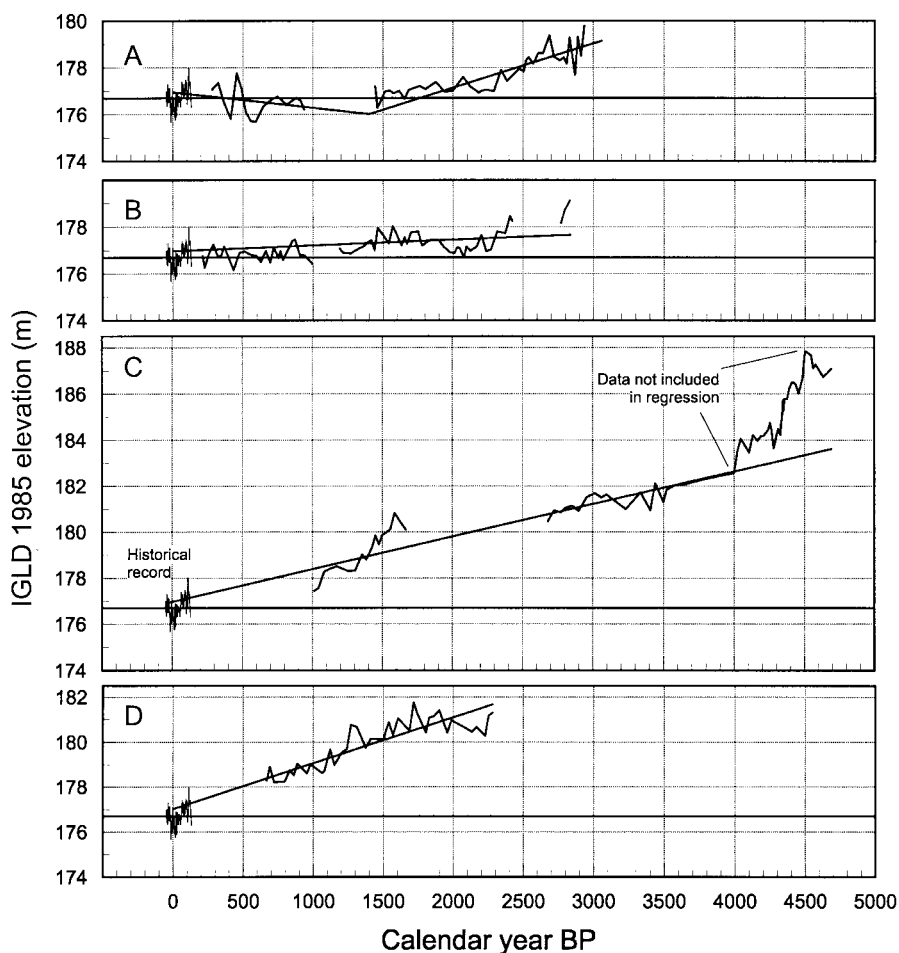 180
A
178
176
174
B
178
176
174
188
C
186
Data not included
in regression
184
182
180
Historical
record
178
176
174
182
D
180
178
176
174
0 500 1000 1500 2000 2500 3000 3500 4000 4500 5000
Calendar year BP
IGLD 1985 elevation (m)